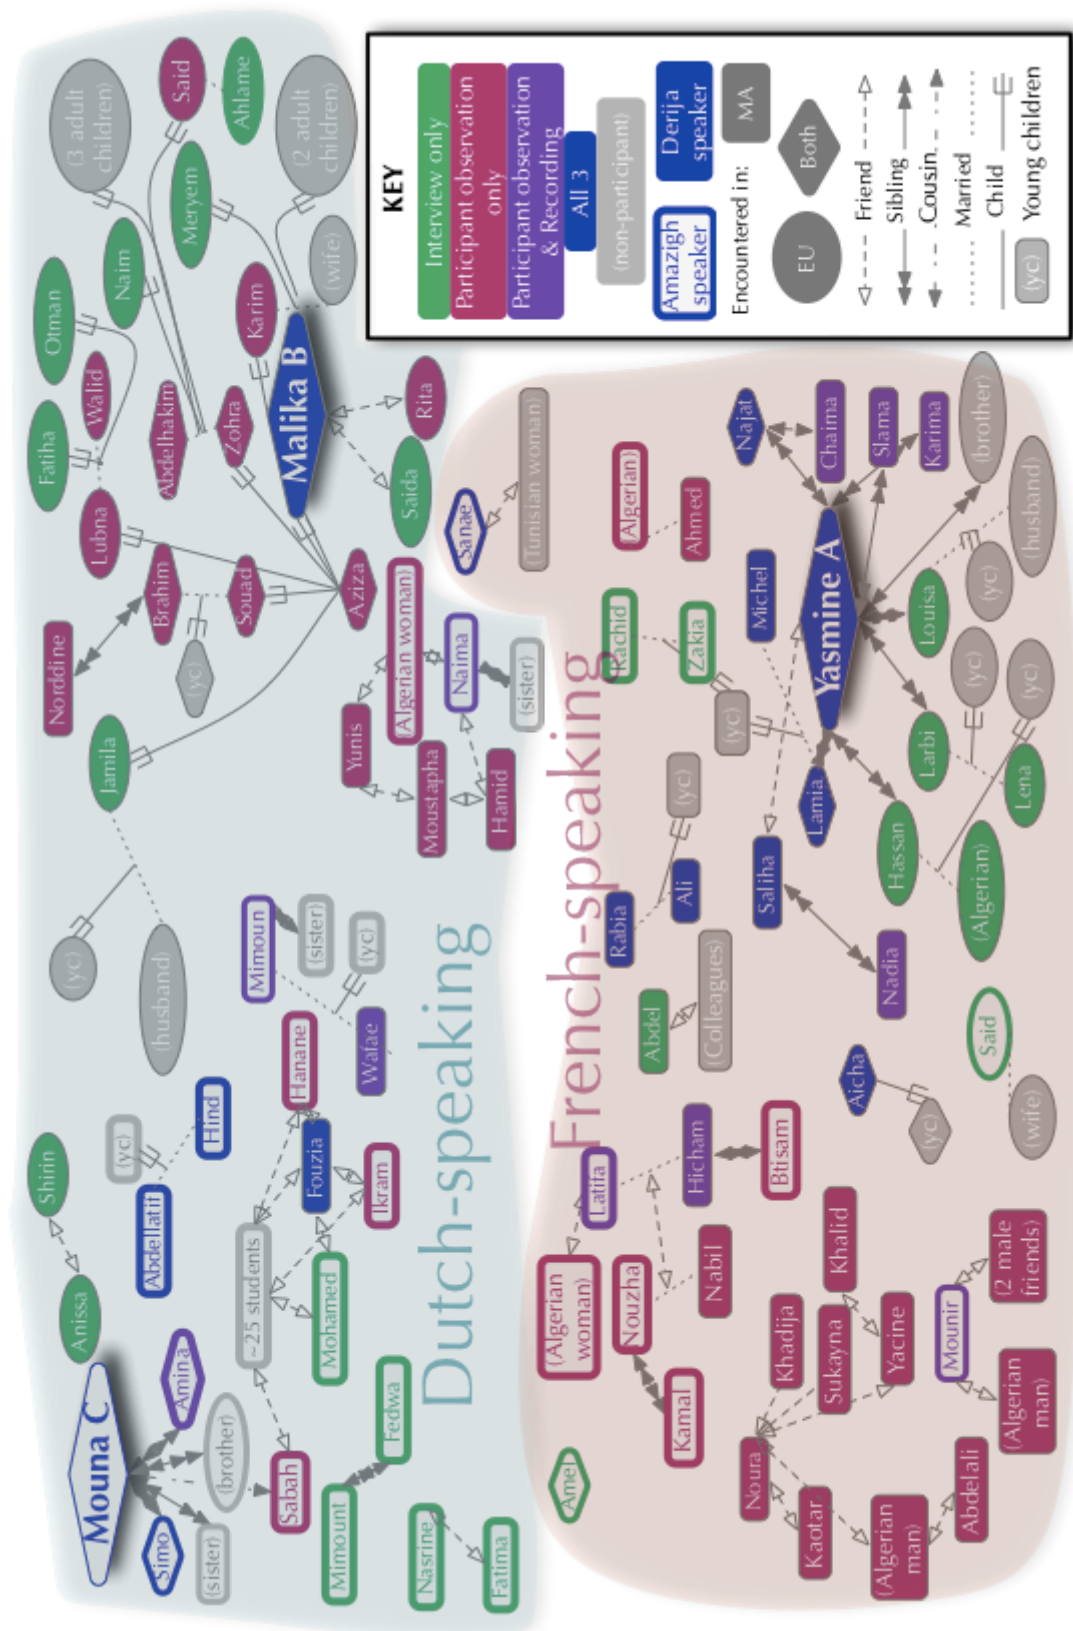 Mouna C
Simo
(sister)
(brother)
Amina
Sabah
Anissa
Shirin
Abdellatif
(yc)
Hind
~25 students
Fouzia
Hanane
Ikram
Mohamed
Mimount
Fedwa
Nasrine
Fatima
(yc)
(husband)
Jamila
Mimoun
(sister)
(yc)
Wafae
Norddine
Brahim
(yc)
Souad
Lubna
Aziza
Fatiha
Walid
Otman
Naim
Abdelhakim
Zohra
Karim
Meryem
(3 adult
children)
Said
Ahlame
(2 adult
children)
(wife)
Malika B
Saida
Rita
Yunis
Moustapha
Hamid
(Algerian woman)
Naima
(sister)
Dutch-speaking
French-speaking
Sanae
(Tunisian woman)
(Algerian)
Ahmed
Rachid
Zakia
(yc)
Michel
Lamia
Yasmine A
Najat
Chaima
Slama
Karima
(brother)
(husband)
(yc)
Louisa
Larbi
(yc)
Lena
Hassan
(Algerian)
(yc)
Saliha
Nadia
Rabia
Ali
(yc)
Abdel
(Colleagues)
Aicha
(yc)
Said
(wife)
Latifa
Hicham
Btisam
(Algerian
woman)
Nouzha
Nabil
Kamal
Amel
Khadija
Sukayna
Khalid
Yacine
Noura
Kaotar
(Algerian
man)
Abdelali
Mounir
(2 male
friends)
(Algerian
man)
KEY
Interview only
Participant observation
only
Participant observation
& Recording
All 3
(non-participant)
Amazigh
speaker
Derija
speaker
Encountered in:
EU
Both
MA
Friend
Sibling
Cousin
Married
Child
(yc) Young children